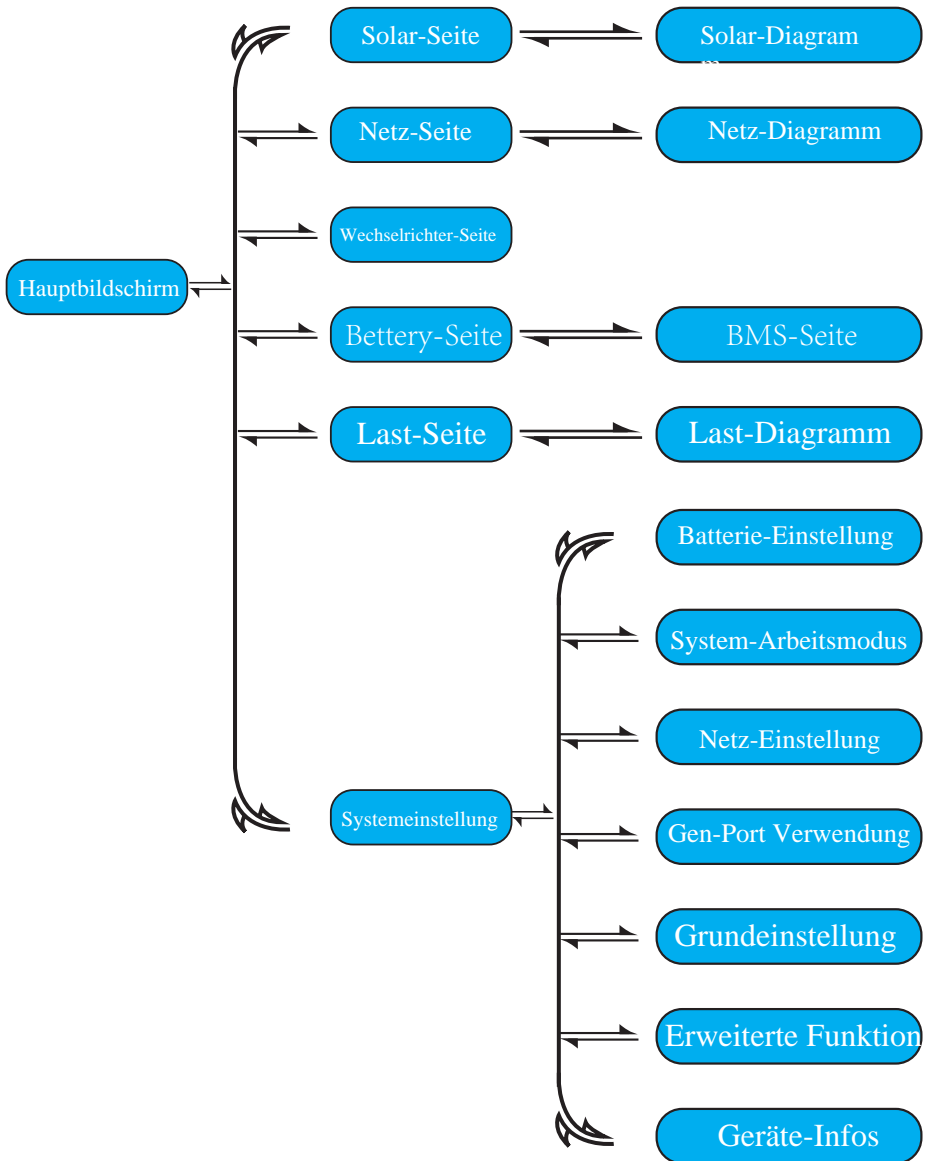 Solar-Seite
Solar-Diagram
m
Netz-Seite
Netz-Diagramm
Wechselrichter-Seite
Hauptbildschirm
Bettery-Seite
BMS-Seite
Last-Seite
Last-Diagramm
Batterie-Einstellung
System-Arbeitsmodus
Netz-Einstellung
Systemeinstellung
Gen-Port Verwendung
Grundeinstellung
Erweiterte Funktion
Geräte-Infos